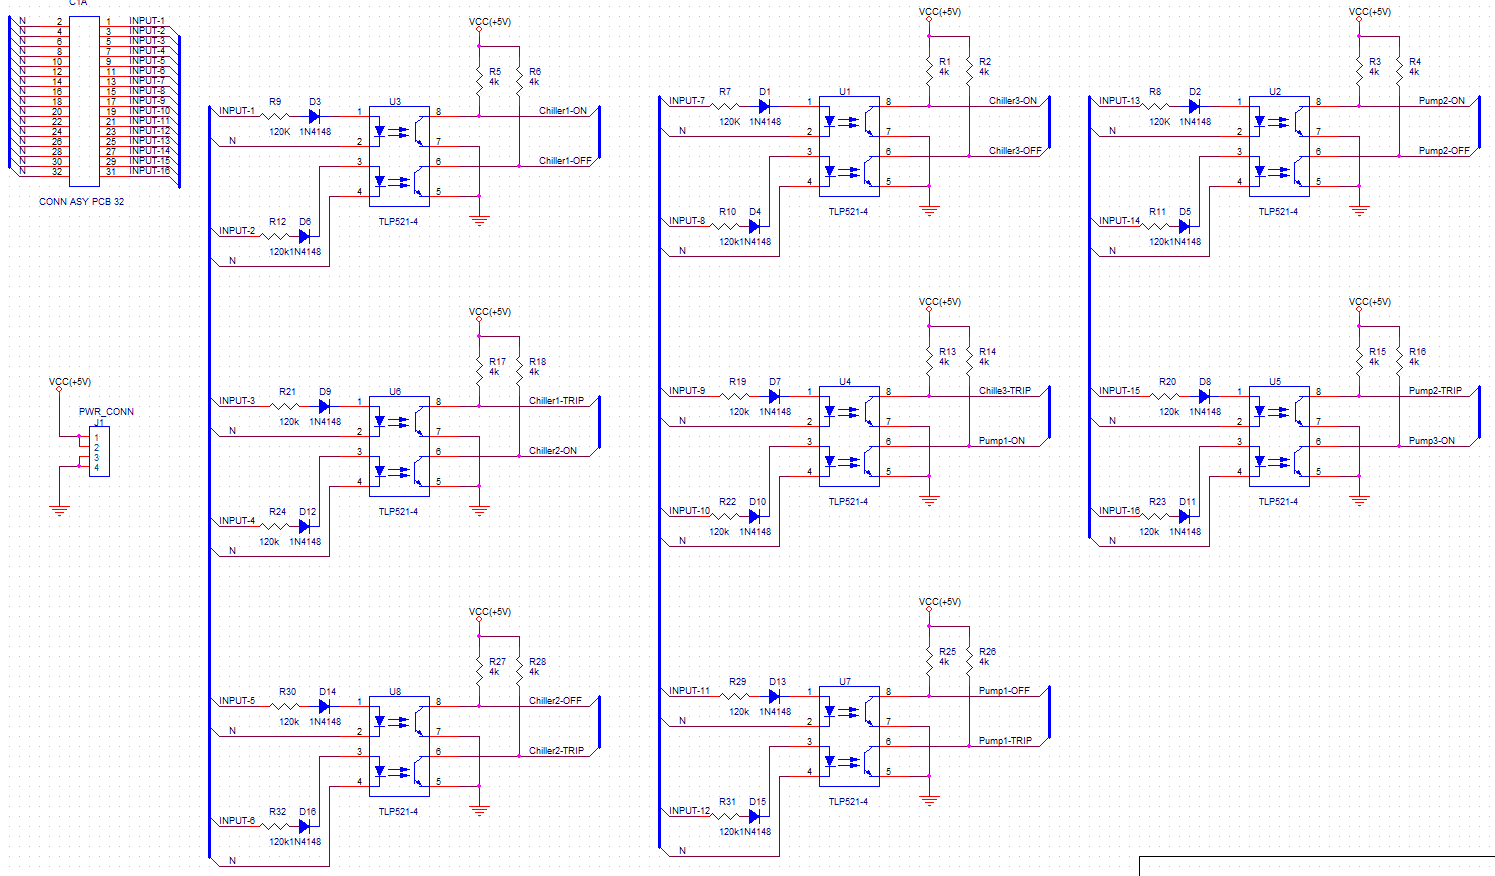 C1A
N 2 1 INPUT-1
N 4 3 INPUT-2
N 6 5 INPUT-3
N 8 7 INPUT-4
N 10 9 INPUT-5
N 12 11 INPUT-6
N 14 13 INPUT-7
N 16 15 INPUT-8
N 18 17 INPUT-9
N 20 19 INPUT-10
N 22 21 INPUT-11
N 24 23 INPUT-12
N 26 25 INPUT-13
N 28 27 INPUT-14
N 30 29 INPUT-15
N 32 31 INPUT-16
CONN ASY PCB 32
VCC(+5V)
PWR_CONN
J1
1
2
3
4
VCC(+5V)
R5 R6
4k 4k
R9 D3 U3
INPUT-1 1 8 Chiller1-ON
120K 1N4148
N 2 7
3 6 Chiller1-OFF
4 5
R12 D6 TLP521-4
INPUT-2
120k1N4148
N
VCC(+5V)
R17 R18
4k 4k
R21 D9 U6
INPUT-3 1 8 Chiller1-TRIP
120k 1N4148
N 2 7
3 6 Chiller2-ON
4 5
R24 D12 TLP521-4
INPUT-4
120k 1N4148
N
VCC(+5V)
R27 R28
4k 4k
R30 D14 U8
INPUT-5 1 8 Chiller2-OFF
120k 1N4148
N 2 7
3 6 Chiller2-TRIP
4 5
R32 D16 TLP521-4
INPUT-6
120k1N4148
N
VCC(+5V)
R1 R2
4k 4k
R7 D1 U1
INPUT-7 1 8 Chiller3-ON
120K 1N4148
N 2 7
3 6 Chiller3-OFF
4 5
R10 D4 TLP521-4
INPUT-8
120k1N4148
N
VCC(+5V)
R13 R14
4k 4k
R19 D7 U4
INPUT-9 1 8 Chille3-TRIP
120k 1N4148
N 2 7
3 6 Pump1-ON
4 5
R22 D10 TLP521-4
INPUT-10
120k 1N4148
N
VCC(+5V)
R25 R26
4k 4k
R29 D13 U7
INPUT-11 1 8 Pump1-OFF
120k 1N4148
N 2 7
3 6 Pump1-TRIP
4 5
R31 D15 TLP521-4
INPUT-12
120k1N4148
N
VCC(+5V)
R3 R4
4k 4k
R8 D2 U2
INPUT-13 1 8 Pump2-ON
120K 1N4148
N 2 7
3 6 Pump2-OFF
4 5
R11 D5 TLP521-4
INPUT-14
120k1N4148
N
VCC(+5V)
R15 R16
4k 4k
R20 D8 U5
INPUT-15 1 8 Pump2-TRIP
120k 1N4148
N 2 7
3 6 Pump3-ON
4 5
R23 D11 TLP521-4
INPUT-16
120k 1N4148
N